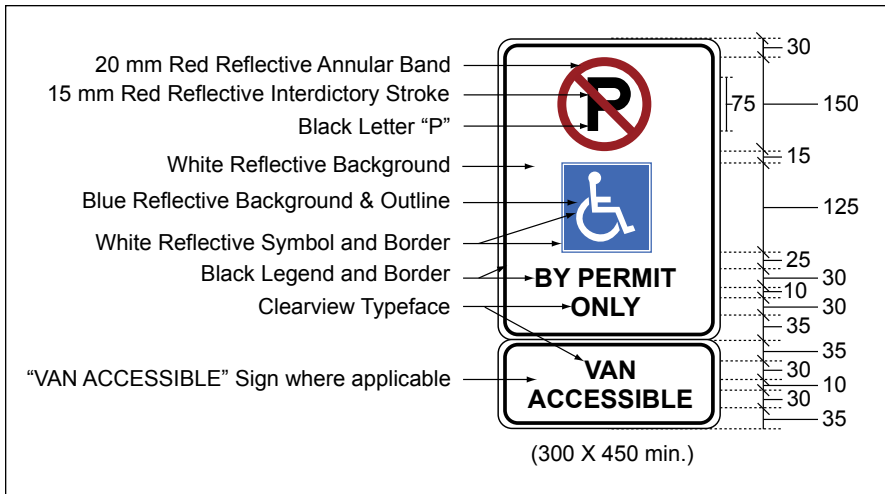 20 mm Red Reflective Annular Band
15 mm Red Reflective Interdictory Stroke
Black Letter “P”
White Reflective Background
Blue Reflective Background & Outline
White Reflective Symbol and Border
Black Legend and Border
Clearview Typeface
“VAN ACCESSIBLE” Sign where applicable
P
BY PERMIT
ONLY
VAN
ACCESSIBLE
(300 X 450 min.)
30
75
150
15
125
25
30
10
30
35
35
30
10
30
35